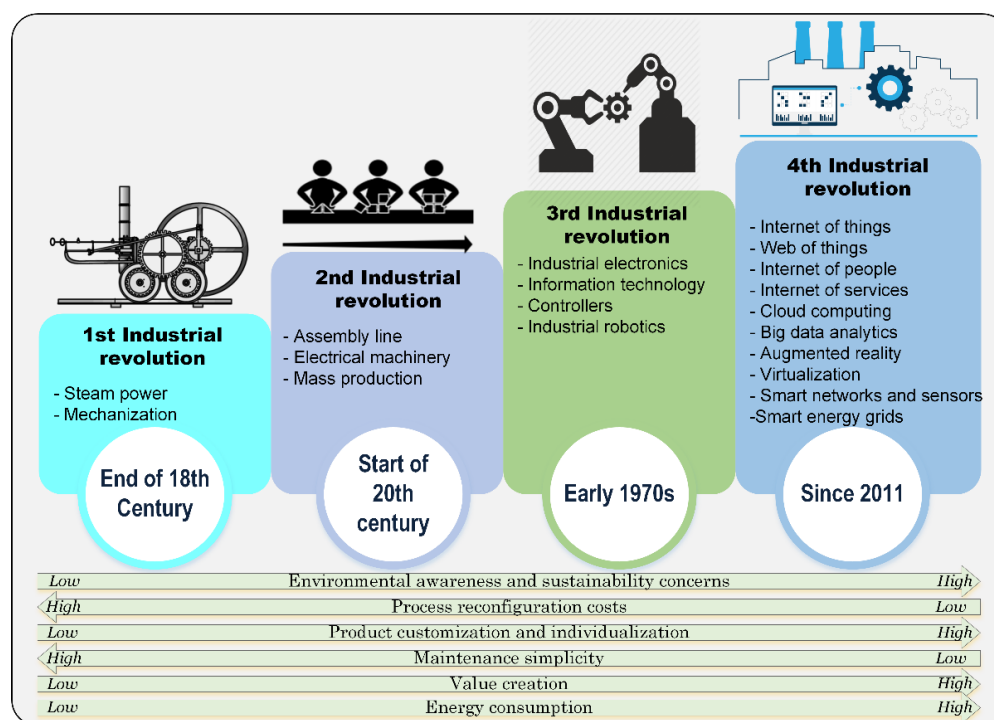 1st Industrial
revolution
- Steam power
- Mechanization
End of 18th
Century
2nd Industrial
revolution
- Assembly line
- Electrical machinery
- Mass production
Start of
20th
century
3rd Industrial
revolution
- Industrial electronics
- Information technology
- Controllers
- Industrial robotics
Early 1970s
4th Industrial
revolution
- Internet of things
- Web of things
- Internet of people
- Internet of services
- Cloud computing
- Big data analytics
- Augmented reality
- Virtualization
- Smart networks and sensors
-Smart energy grids
Since 2011
Low Environmental awareness and sustainability concerns High
High Process reconfiguration costs Low
Low Product customization and individualization High
High Maintenance simplicity Low
Low Value creation High
Low Energy consumption High